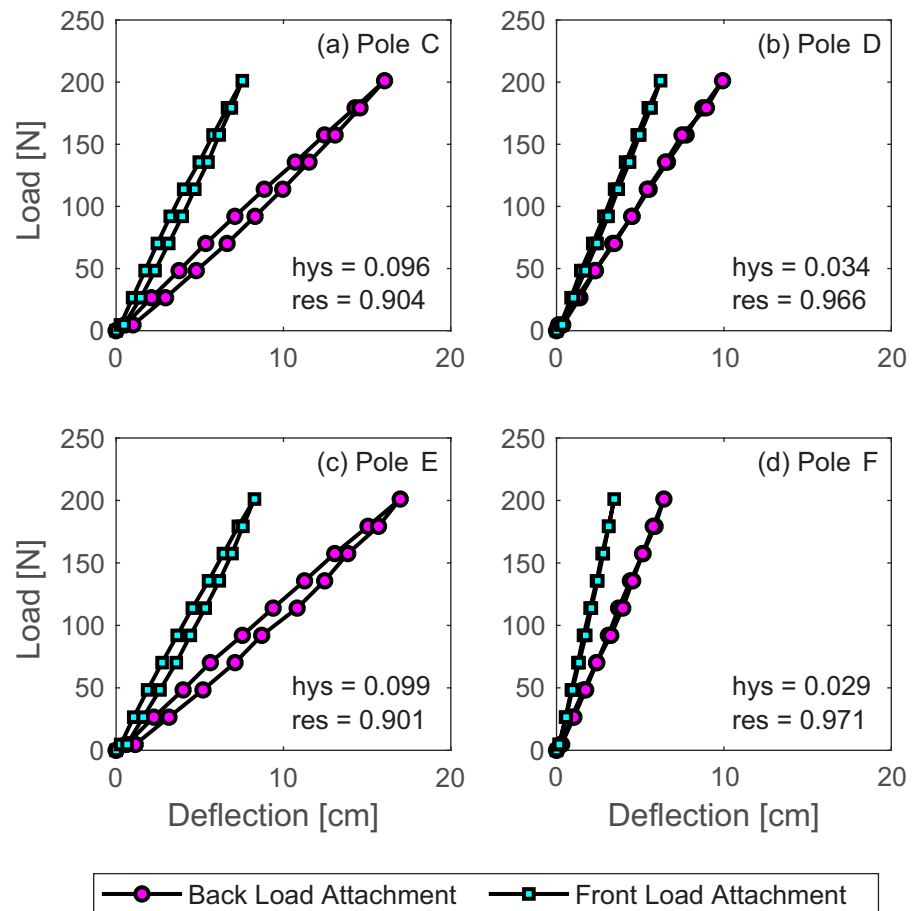 (a) Pole C
250
200
150
100
50
0
Load [N]
hys = 0.096
res = 0.904
0 10 20
(b) Pole D
250
200
150
100
50
0
hys = 0.034
res = 0.966
0 10 20
(c) Pole E
250
200
150
100
50
0
Load [N]
hys = 0.099
res = 0.901
0 10 20
Deflection [cm]
(d) Pole F
250
200
150
100
50
0
hys = 0.029
res = 0.971
0 10 20
Deflection [cm]
Back Load Attachment Front Load Attachment